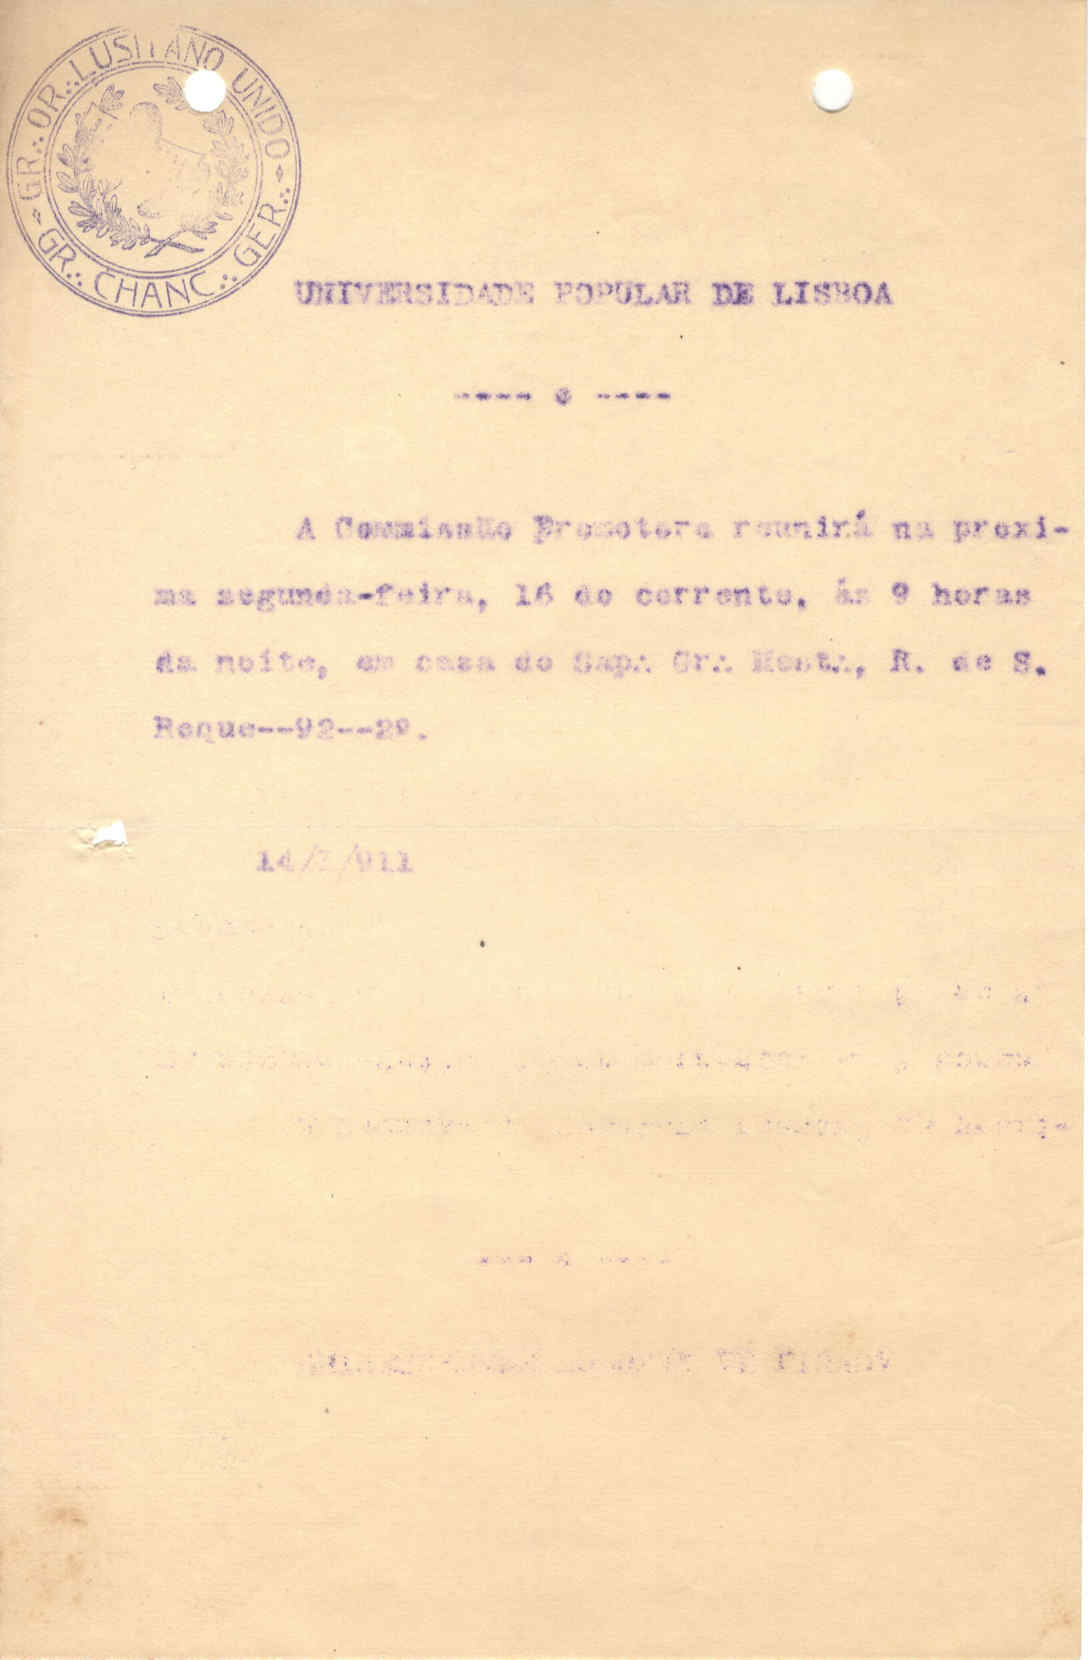 GR∴ OR∴ LUSITANO UNIDO
GR∴ CHANC∴ GER∴
UNIVERSIDADE POPULAR DE LISBOA
---- o ----
A Commissão Promotora reunirá na proxi-
ma segunda-feira, 16 do corrente, ás 9 horas
da noite, em casa do Sap∴ Gr∴ Mest∴, R. de S.
Roque--92--2º.
14/I/911